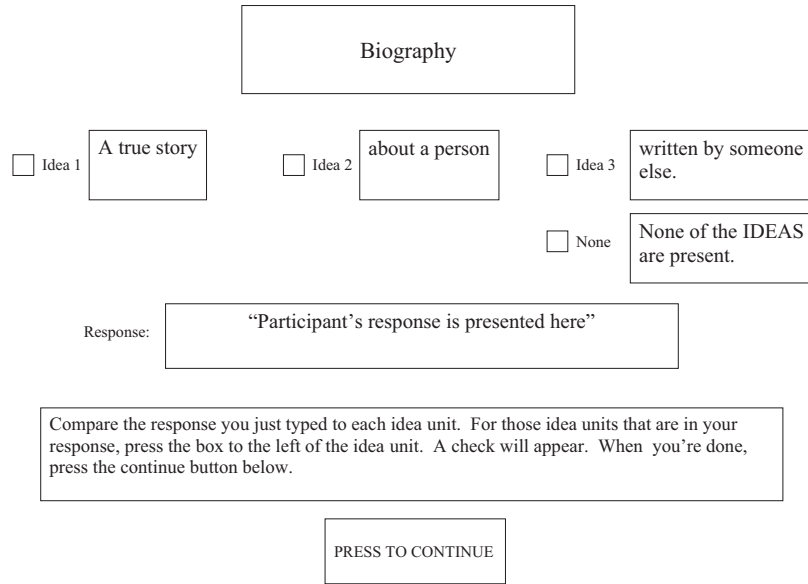 Biography
Idea 1
A true story
Idea 2
about a person
Idea 3
written by someone
else.
None
None of the IDEAS
are present.
Response:
“Participant’s response is presented here”
Compare the response you just typed to each idea unit.  For those idea units that are in your
response, press the box to the left of the idea unit.  A check will appear.  When  you’re done,
press the continue button below.
PRESS TO CONTINUE